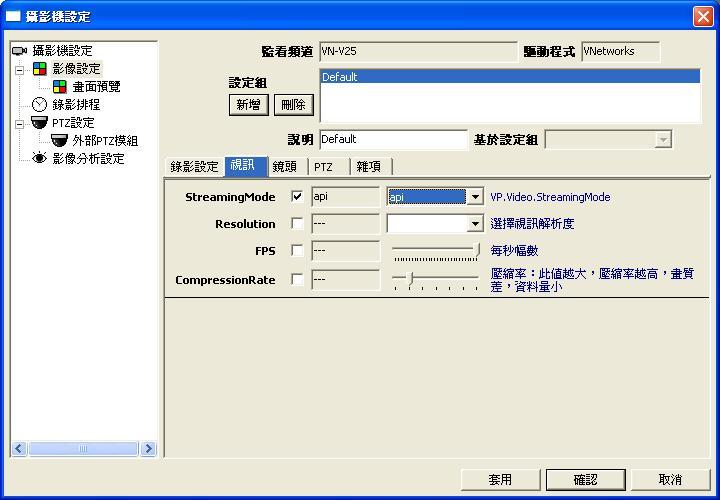 攝影機設定
攝影機設定
影像設定
畫面預覽
錄影排程
PTZ設定
外部PTZ模組
影像分析設定
監看頻道 VN-V25 驅動程式 VNetworks
設定組 Default
新增 刪除
說明 Default 基於設定組
錄影設定 視訊 鏡頭 PTZ 雜項
StreamingMode api api VP.Video.StreamingMode
Resolution --- 選擇視訊解析度
FPS --- 每秒幅數
CompressionRate --- 壓縮率：此值越大，壓縮率越高，畫質
差，資料量小
套用 確認 取消